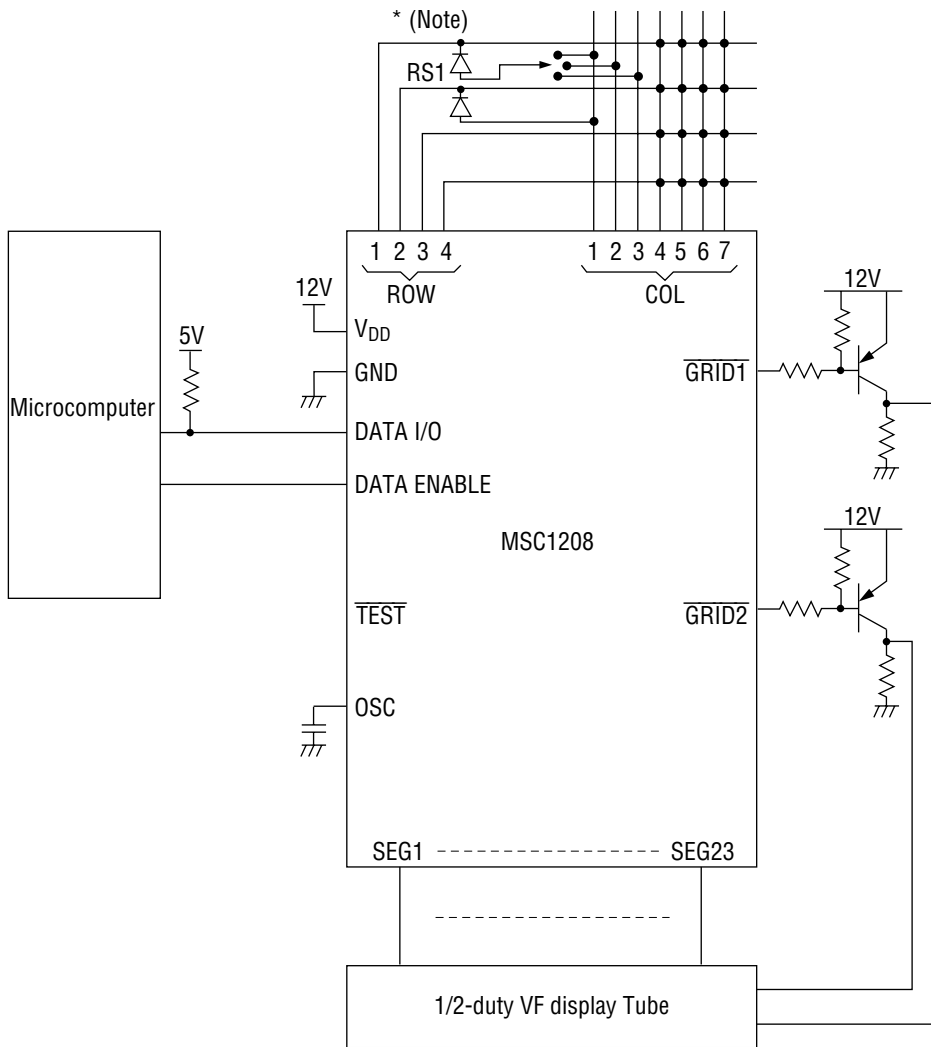 * (Note)
RS1
1 2 3 4
ROW
1 2 3 4 5 6 7
COL
12V
VDD
5V
GND
DATA I/O
DATA ENABLE
Microcomputer
MSC1208
TEST
OSC
GRID1
12V
GRID2
12V
SEG1
SEG23
1/2-duty VF display Tube